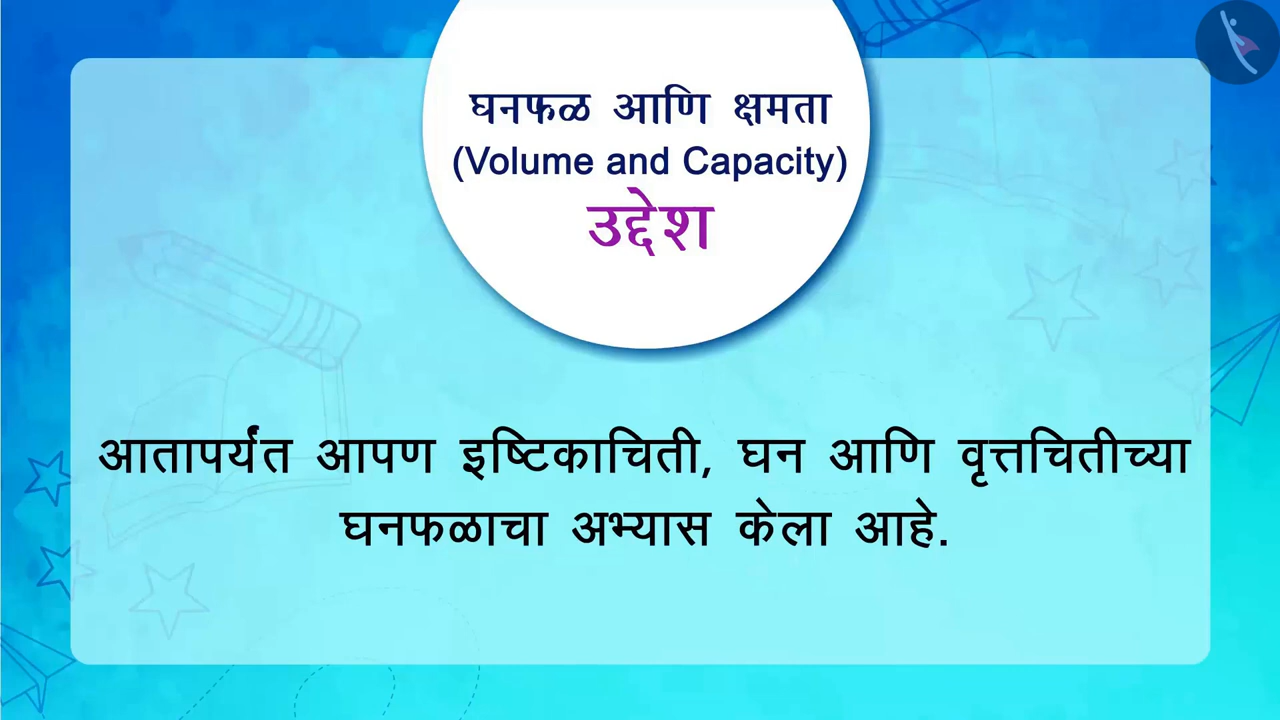 घनफळ आणि क्षमता
(Volume and Capacity)
उद्देश
आतापर्यंत आपण इष्टिकाचिती, घन आणि वृत्तचितीच्या
घनफळाचा अभ्यास केला आहे.